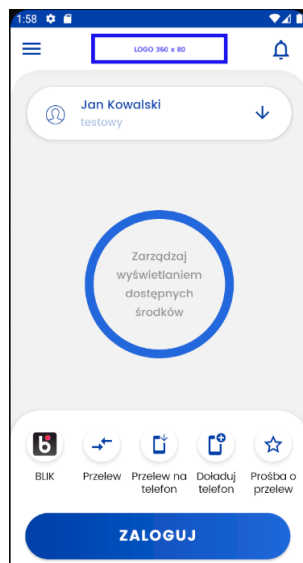 1:58
LOGO 360 x 80
Jan Kowalski
testowy
Zarządzaj
wyświetlaniem
dostępnych
środków
BLIK
Przelew
Przelew na
telefon
Doładuj
telefon
Prośba o
przelew
ZALOGUJ